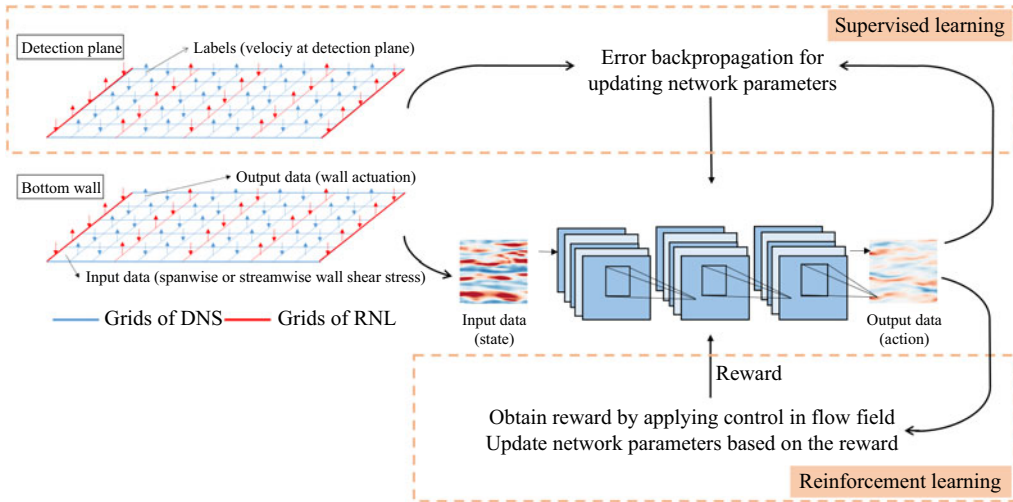 Supervised learning
Detection plane
Labels (velociy at detection plane)
Error backpropagation for
updating network parameters
Bottom wall
Output data (wall actuation)
Input data (spanwise or streamwise wall shear stress)
Grids of DNS
Grids of RNL
Input data
(state)
Output data
(action)
Reward
Obtain reward by applying control in flow field
Update network parameters based on the reward
Reinforcement learning